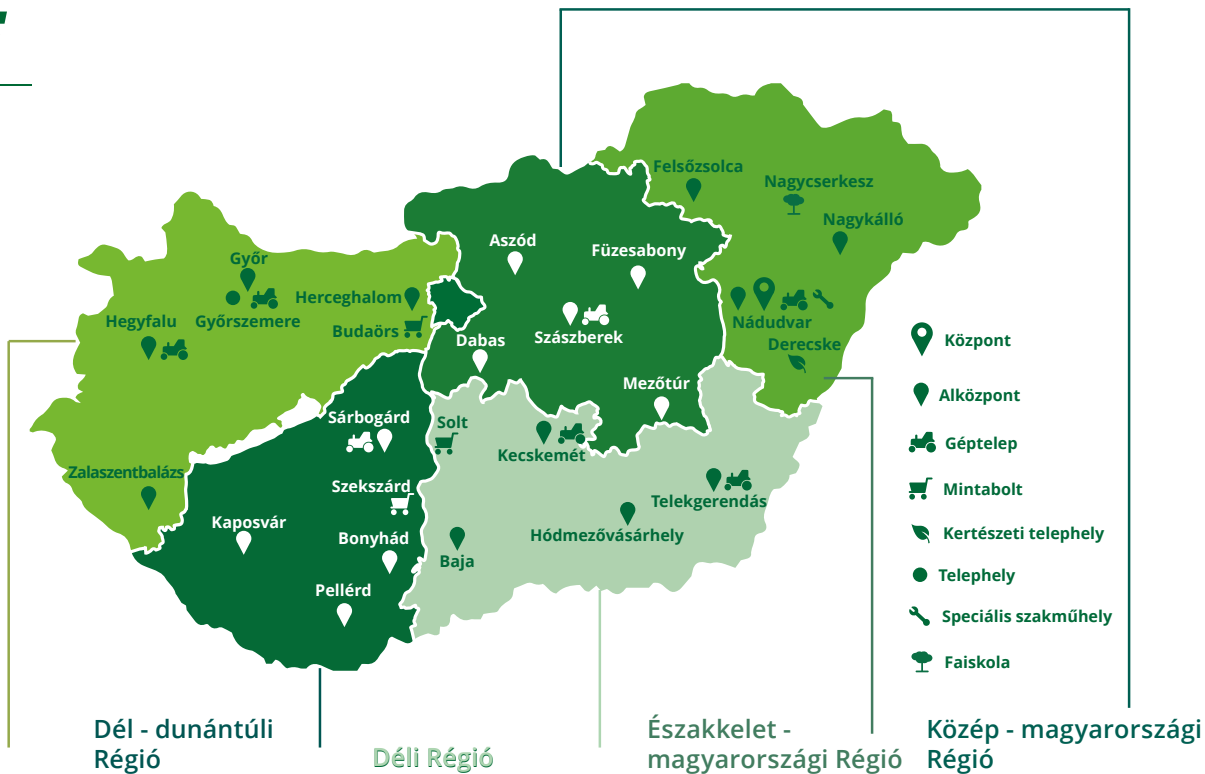 Felsőzsolca
Nagycserkesz
Nagykálló
Aszód
Füzesabony
Győr
Herceghalom
Hegyfalu
Győrszemere
Budaörs
Dabas
Szászberek
Nádudvar
Derecske
Mezőtúr
Sárbogárd
Solt
Kecskemét
Zalaszentbalázs
Szekszárd
Telekgerendás
Kaposvár
Bonyhád
Hódmezővásárhely
Baja
Pellérd
Központ
Alközpont
Géptelep
Mintabolt
Kertészeti telephely
Telephely
Speciális szakműhely
Faiskola
Dél - dunántúli
Régió
Déli Régió
Északkelet -
magyarországi Régió
Közép - magyarországi
Régió